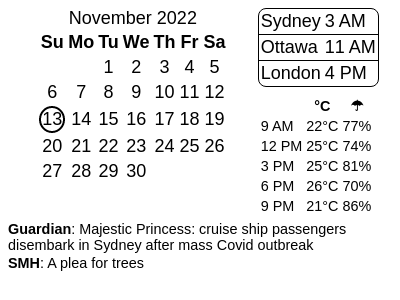 November 2022
Su Mo Tu We Th Fr Sa
1 2 3 4 5
6 7 8 9 10 11 12
13 14 15 16 17 18 19
20 21 22 23 24 25 26
27 28 29 30
Sydney 3 AM
Ottawa 11 AM
London 4 PM
°C ☂
9 AM 22°C 77%
12 PM 25°C 74%
3 PM 25°C 81%
6 PM 26°C 70%
9 PM 21°C 86%
Guardian: Majestic Princess: cruise ship passengers
disembark in Sydney after mass Covid outbreak
SMH: A plea for trees